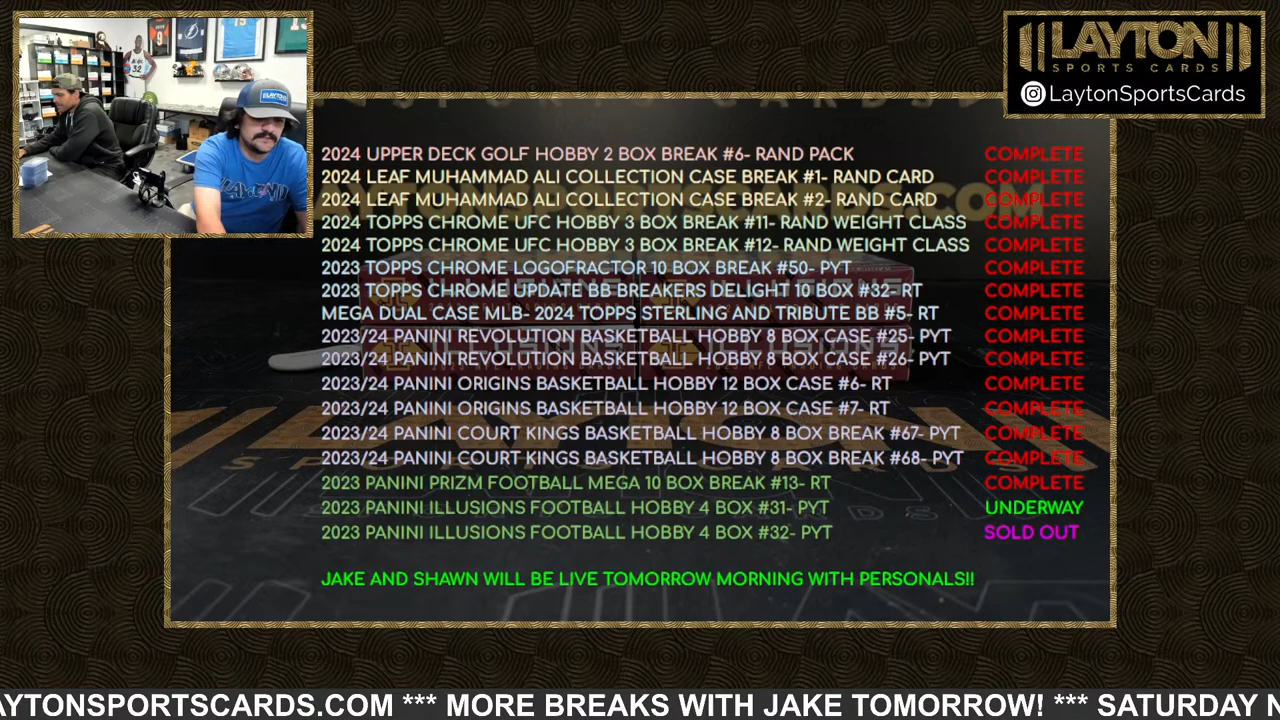 LAYTON
SPORTS CARDS
LaytonSportsCards
2024 UPPER DECK GOLF HOBBY 2 BOX BREAK #6- RAND PACK COMPLETE
2024 LEAF MUHAMMAD ALI COLLECTION CASE BREAK #1- RAND CARD COMPLETE
2024 LEAF MUHAMMAD ALI COLLECTION CASE BREAK #2- RAND CARD COMPLETE
2024 TOPPS CHROME UFC HOBBY 3 BOX BREAK #11- RAND WEIGHT CLASS COMPLETE
2024 TOPPS CHROME UFC HOBBY 3 BOX BREAK #12- RAND WEIGHT CLASS COMPLETE
2023 TOPPS CHROME LOGOFRACTOR 10 BOX BREAK #50- PYT COMPLETE
2023 TOPPS CHROME UPDATE BB BREAKERS DELIGHT 10 BOX #32- RT COMPLETE
MEGA DUAL CASE MLB- 2024 TOPPS STERLING AND TRIBUTE BB #5- RT COMPLETE
2023/24 PANINI REVOLUTION BASKETBALL HOBBY 8 BOX CASE #25- PYT COMPLETE
2023/24 PANINI REVOLUTION BASKETBALL HOBBY 8 BOX CASE #26- PYT COMPLETE
2023/24 PANINI ORIGINS BASKETBALL HOBBY 12 BOX CASE #6- RT COMPLETE
2023/24 PANINI ORIGINS BASKETBALL HOBBY 12 BOX CASE #7- RT COMPLETE
2023/24 PANINI COURT KINGS BASKETBALL HOBBY 8 BOX BREAK #67- PYT COMPLETE
2023/24 PANINI COURT KINGS BASKETBALL HOBBY 8 BOX BREAK #68- PYT COMPLETE
2023 PANINI PRIZM FOOTBALL MEGA 10 BOX BREAK #13- RT COMPLETE
2023 PANINI ILLUSIONS FOOTBALL HOBBY 4 BOX #31- PYT UNDERWAY
2023 PANINI ILLUSIONS FOOTBALL HOBBY 4 BOX #32- PYT SOLD OUT
JAKE AND SHAWN WILL BE LIVE TOMORROW MORNING WITH PERSONALS!!
AYTONSPORTSCARDS.COM *** MORE BREAKS WITH JAKE TOMORROW! *** SATURDAY N